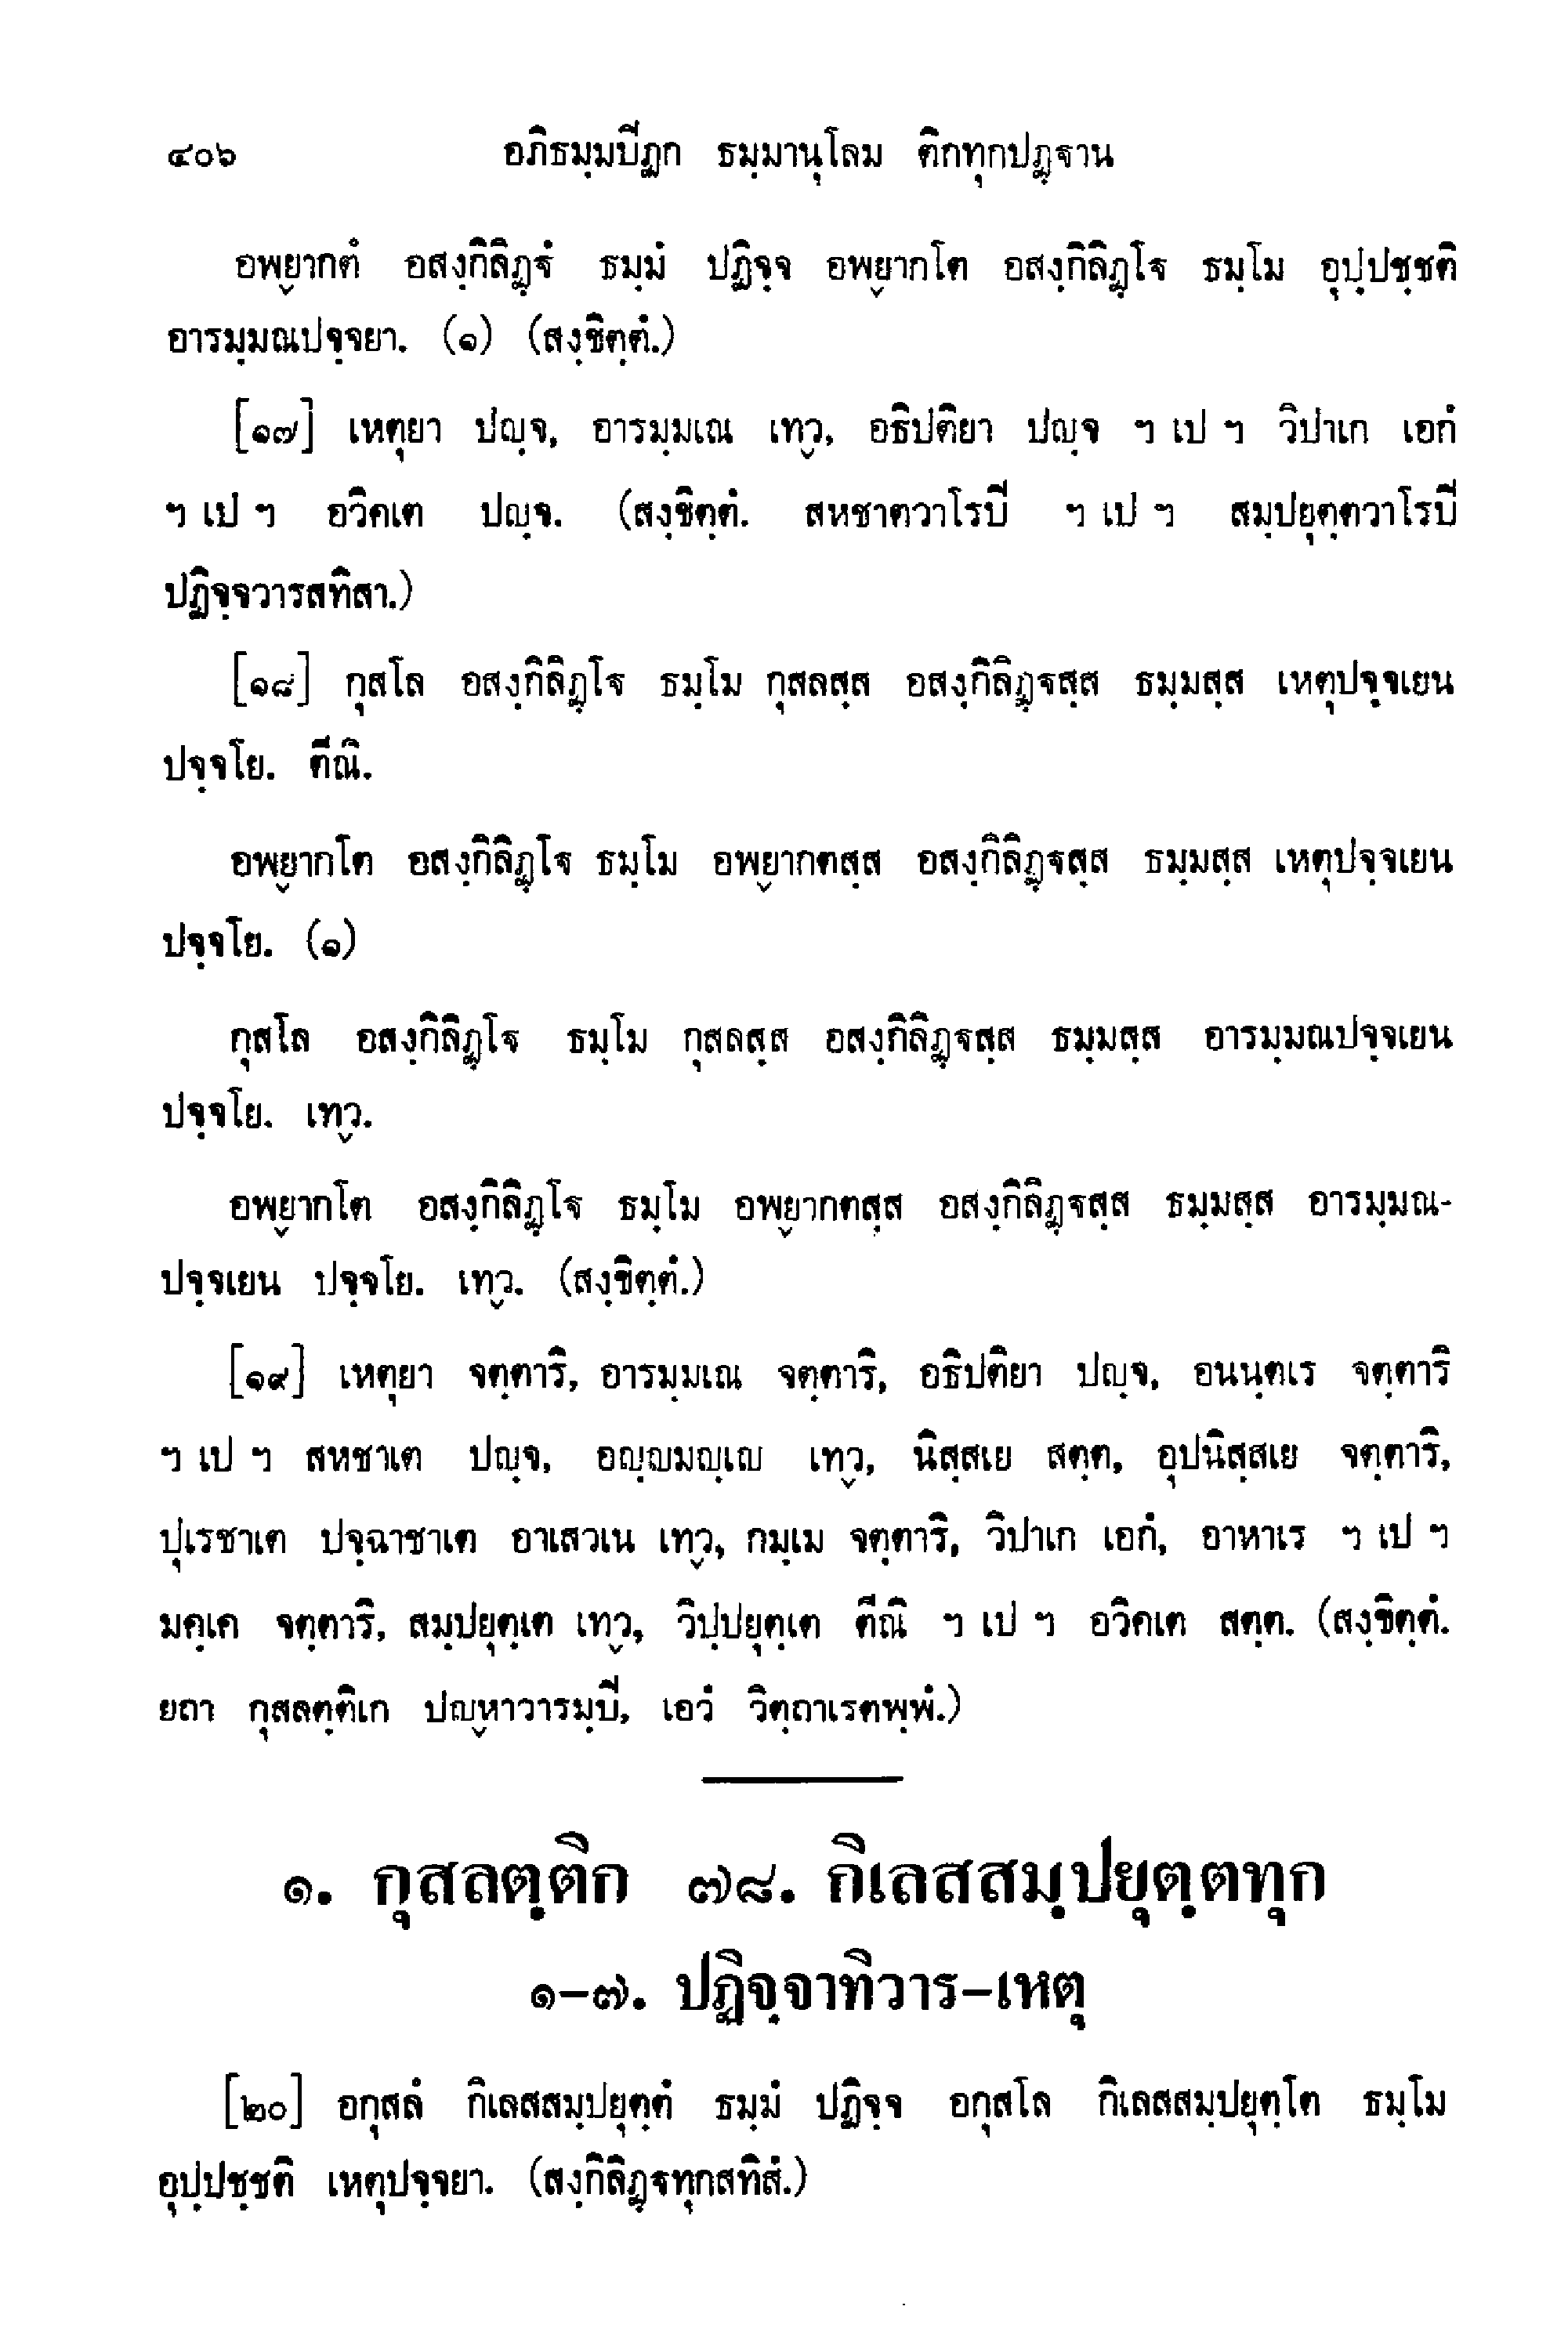 ๔๐๖ อภิธมฺมปิฏก ธมฺมานุโลม ติกทุกปฏฺฐาน
อพฺยากตํ อสงฺกิลิฏฺฐํ ธมฺมํ ปฏิจฺจ อพฺยากโต อสงฺกิลิฏฺโฐ ธมฺโม อุปฺปชฺชติ
อารมฺมณปจฺจยา. (๑) (สงฺขิตฺตํ.)
[๑๗] เหตุยา ปญฺจ, อารมฺมเณ เทฺว, อธิปติยา ปญฺจ ฯ เป ฯ วิปาเก เอกํ
ฯ เป ฯ อวิคเต ปญฺจ. (สงฺขิตฺตํ. สหชาตวาโรปิ ฯ เป ฯ สมฺปยุตฺตวาโรปิ
ปฏิจฺจวารสทิสา.)
[๑๘] กุสโล อสงฺกิลิฏฺโฐ ธมฺโม กุสลสฺส อสงฺกิลิฏฺฐสฺส ธมฺมสฺส เหตุปจฺจเยน
ปจฺจโย. ตีณิ.
อพฺยากโต อสงฺกิลิฏฺโฐ ธมฺโม อพฺยากตสฺส อสงฺกิลิฏฺฐสฺส ธมฺมสฺส เหตุปจฺจเยน
ปจฺจโย. (๑)
กุสโล อสงฺกิลิฏฺโฐ ธมฺโม กุสลสฺส อสงฺกิลิฏฺฐสฺส ธมฺมสฺส อารมฺมณปจฺจเยน
ปจฺจโย. เทฺว.
อพฺยากโต อสงฺกิลิฏฺโฐ ธมฺโม อพฺยากตสฺส อสงฺกิลิฏฺฐสฺส ธมฺมสฺส อารมฺมณ-
ปจฺจเยน ปจฺจโย. เทฺว. (สงฺขิตฺตํ.)
[๑๙] เหตุยา จตฺตาริ, อารมฺมเณ จตฺตาริ, อธิปติยา ปญฺจ, อนนฺตเร จตฺตาริ
ฯ เป ฯ สหชาเต ปญฺจ, อญฺญมญฺเญ เทฺว, นิสฺสเย สตฺต, อุปนิสฺสเย จตฺตาริ,
ปุเรชาเต ปจฺฉาชาเต อาเสวเน เทฺว, กมฺเม จตฺตาริ, วิปาเก เอกํ, อาหาเร ฯ เป ฯ
มคฺเค จตฺตาริ, สมฺปยุตฺเต เทฺว, วิปฺปยุตฺเต ตีณิ ฯ เป ฯ อวิคเต สตฺต. (สงฺขิตฺตํ.
ยถา กุสลตฺติเก ปญฺหาวารมฺปิ, เอวํ วิตฺถาเรตพฺพํ.)
๑. กุสลตฺติก ๗๘. กิเลสสมฺปยุตฺตทุก
๑–๗. ปฏิจฺจาทิวาร–เหตุ
[๒๐] อกุสลํ กิเลสสมฺปยุตฺตํ ธมฺมํ ปฏิจฺจ อกุสโล กิเลสสมฺปยุตฺโต ธมฺโม
อุปฺปชฺชติ เหตุปจฺจยา. (สงฺกิลิฏฺฐทุกสทิสํ.)